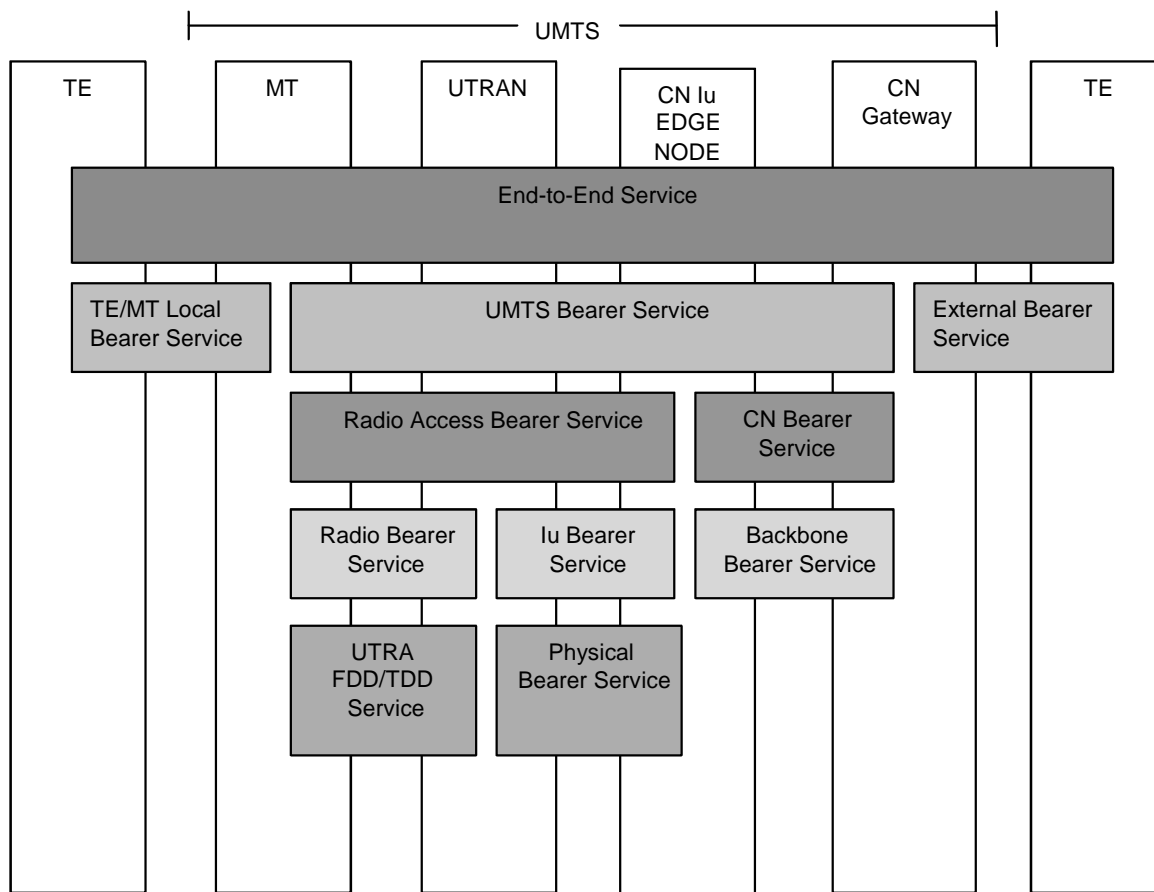 UMTS
TE
MT
UTRAN
CN Iu
EDGE
NODE
CN
Gateway
TE
End-to-End Service
TE/MT Local
Bearer Service
UMTS Bearer Service
External Bearer
Service
Radio Access Bearer Service
CN Bearer
Service
Radio Bearer
Service
Iu Bearer
Service
Backbone
Bearer Service
UTRA
FDD/TDD
Service
Physical
Bearer Service